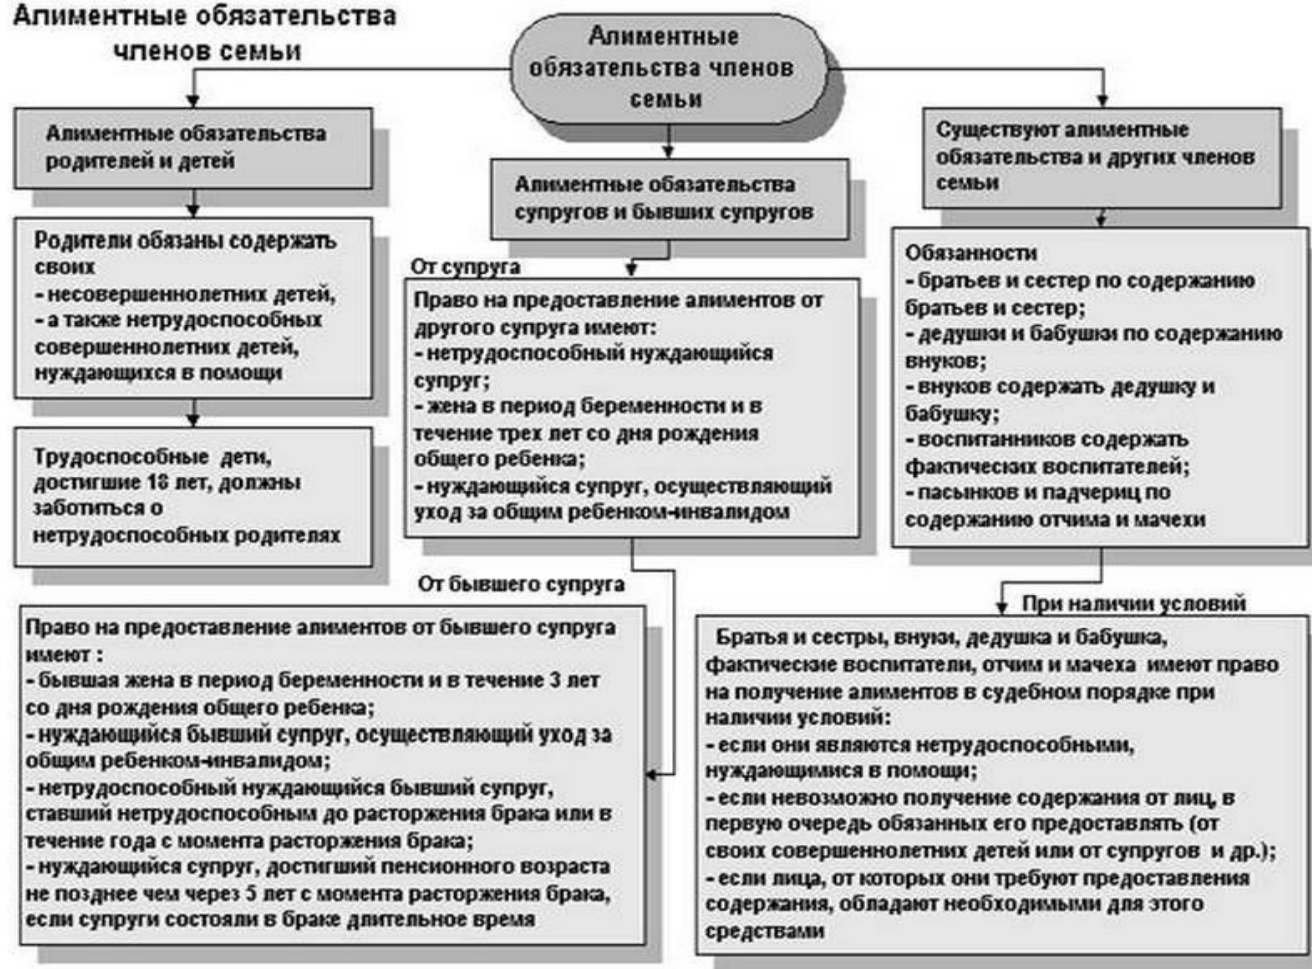 Алиментные обязательства
членов семьи
Алиментные
обязательства членов
семьи
Алиментные обязательства
родителей и детей
Родители обязаны содержать
своих
- несовершеннолетних детей,
- а также нетрудоспособных
совершеннолетних детей,
нуждающихся в помощи
Трудоспособные дети,
достигшие 18 лет, должны
заботиться о
нетрудоспособных родителях
Алиментные обязательства
супругов и бывших супругов
От супруга
Право на предоставление алиментов от
другого супруга имеют:
- нетрудоспособный нуждающийся
супруг;
- жена в период беременности и в
течение трех лет со дня рождения
общего ребенка;
- нуждающийся супруг, осуществляющий
уход за общим ребенком-инвалидом
От бывшего супруга
Право на предоставление алиментов от бывшего супруга
имеют :
- бывшая жена в период беременности и в течение 3 лет
со дня рождения общего ребенка;
- нуждающийся бывший супруг, осуществляющий уход за
общим ребенком-инвалидом;
- нетрудоспособный нуждающийся бывший супруг,
ставший нетрудоспособным до расторжения брака или в
течение года с момента расторжения брака;
- нуждающийся супруг, достигший пенсионного возраста
не позднее чем через 5 лет с момента расторжения брака,
если супруги состояли в браке длительное время
Существуют алиментные
обязательства и других членов
семьи
Обязанности
- братьев и сестер по содержанию
братьев и сестер;
- дедушки и бабушки по содержанию
внуков;
- внуков содержать дедушку и
бабушку;
- воспитанников содержать
фактических воспитателей;
- пасынков и падчериц по
содержанию отчима и мачехи
При наличии условий
Братья и сестры, внуки, дедушка и бабушка,
фактические воспитатели, отчим и мачеха имеют право
на получение алиментов в судебном порядке при
наличии условий:
- если они являются нетрудоспособными,
нуждающимися в помощи;
- если невозможно получение содержания от лиц, в
первую очередь обязанных его предоставлять (от
своих совершеннолетних детей или от супругов и др.);
- если лица, от которых они требуют предоставления
содержания, обладают необходимыми для этого
средствами